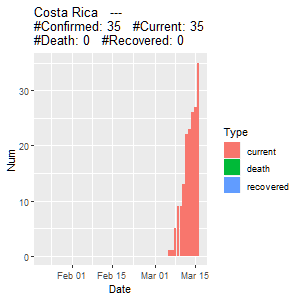 Costa Rica   ---
#Confirmed: 35   #Current: 35
#Death: 0   #Recovered: 0
Num
30
20
10
0
Feb 01
Feb 15
Mar 01
Mar 15
Date
Type
current
death
recovered